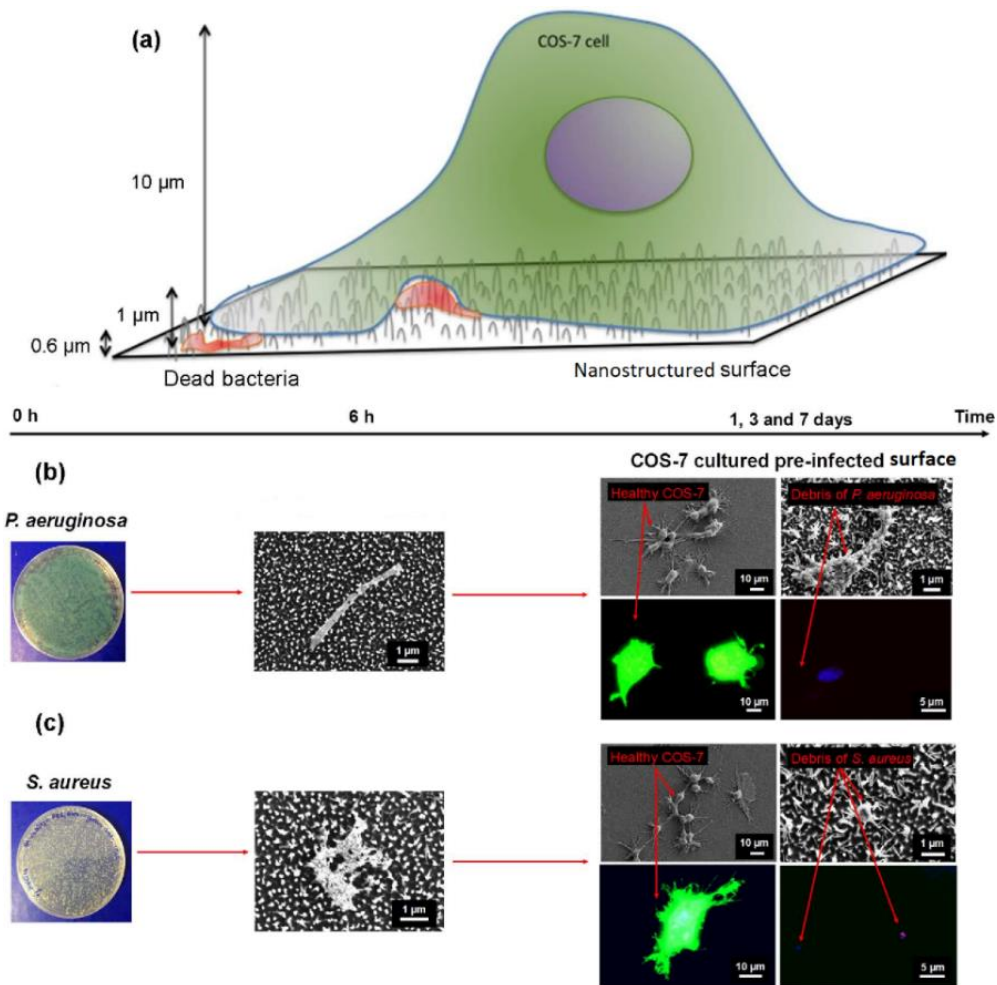 (a)
COS-7 cell
10 µm
1 µm
0.6 µm
Dead bacteria
Nanostructured surface
0 h
6 h
1, 3 and 7 days
Time
COS-7 cultured pre-infected surface
(b)
P. aeruginosa
1 µm
Healthy COS-7
10 µm
Debris of P. aeruginosa
1 µm
10 µm
5 µm
(c)
S. aureus
1 µm
Healthy COS-7
10 µm
Debris of S. aureus
1 µm
10 µm
5 µm